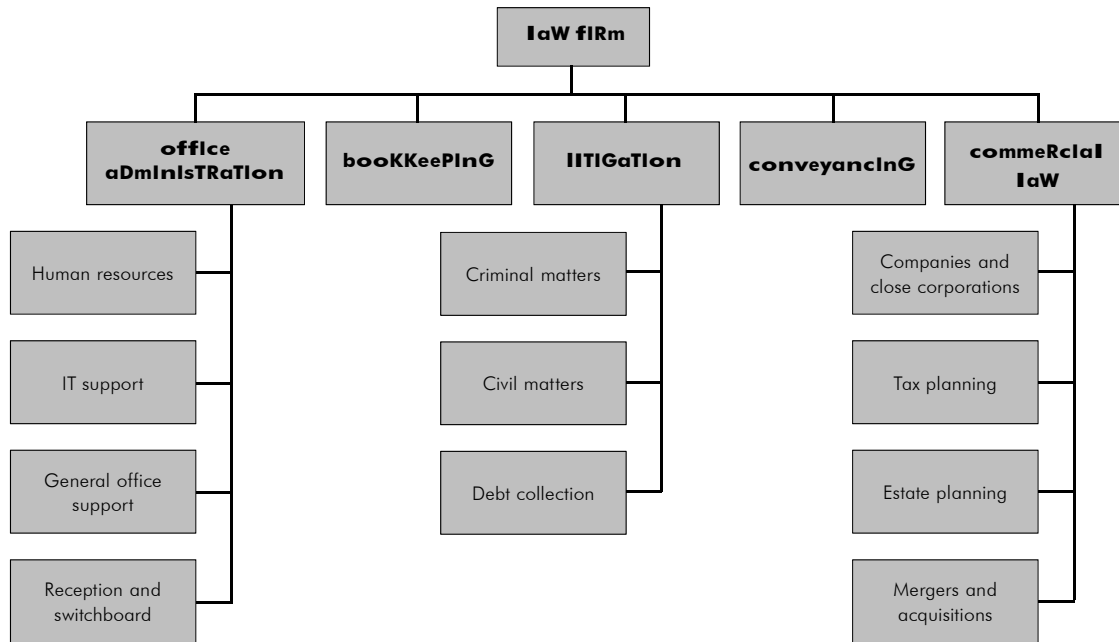 laW fIRm
offIce
aDmInIsTRaTIon
booKKeePInG
lITIGaTIon
conveyancInG
commeRcIal
laW
Human resources
Criminal matters
Companies and
close corporations
IT support
Civil matters
Tax planning
General office
support
Debt collection
Estate planning
Reception and
switchboard
Mergers and
acquisitions